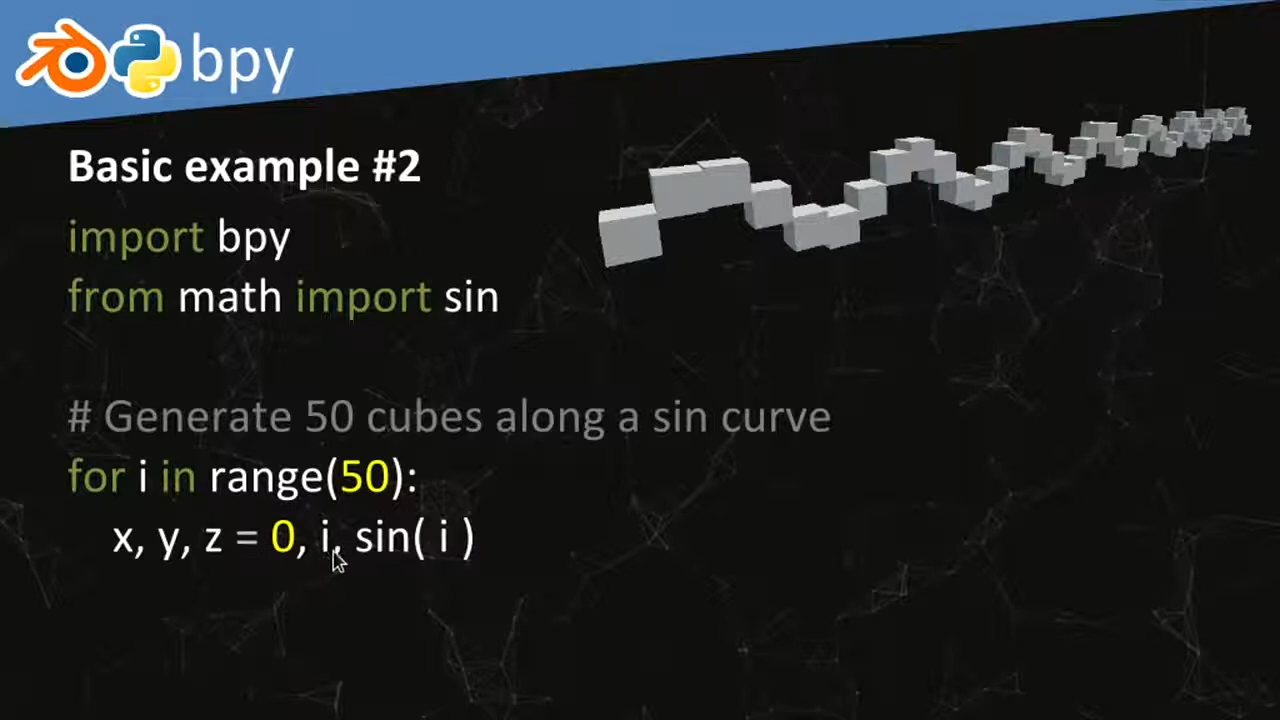 bpy
Basic example #2
import bpy
from math import sin
# Generate 50 cubes along a sin curve
for i in range(50):
x, y, z = 0, i, sin( i )